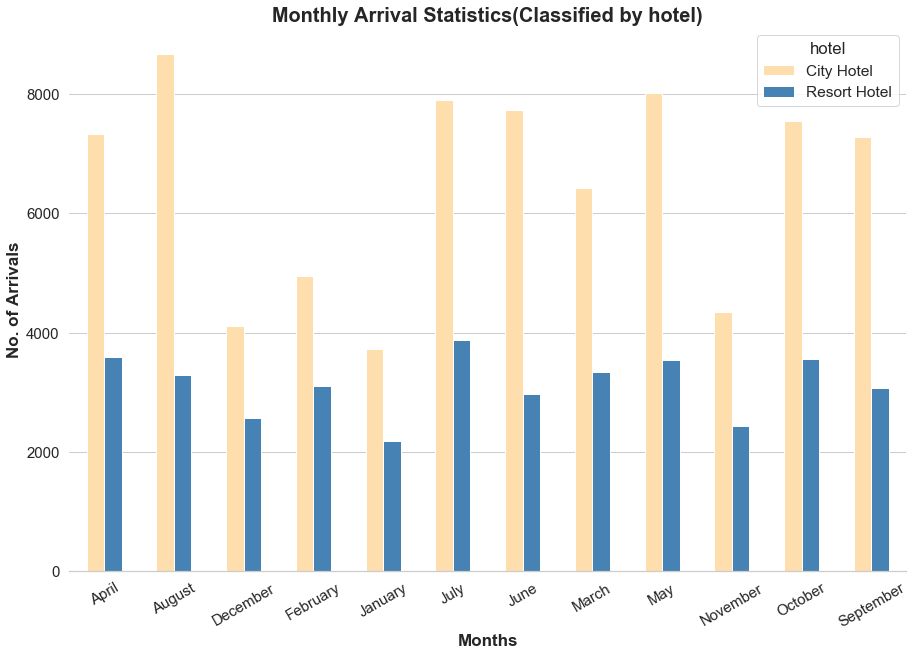 Monthly Arrival Statistics(Classified by hotel)
hotel
City Hotel
Resort Hotel
No. of Arrivals
8000
6000
4000
2000
0
April
August
December
February
January
July
June
March
May
November
October
September
Months